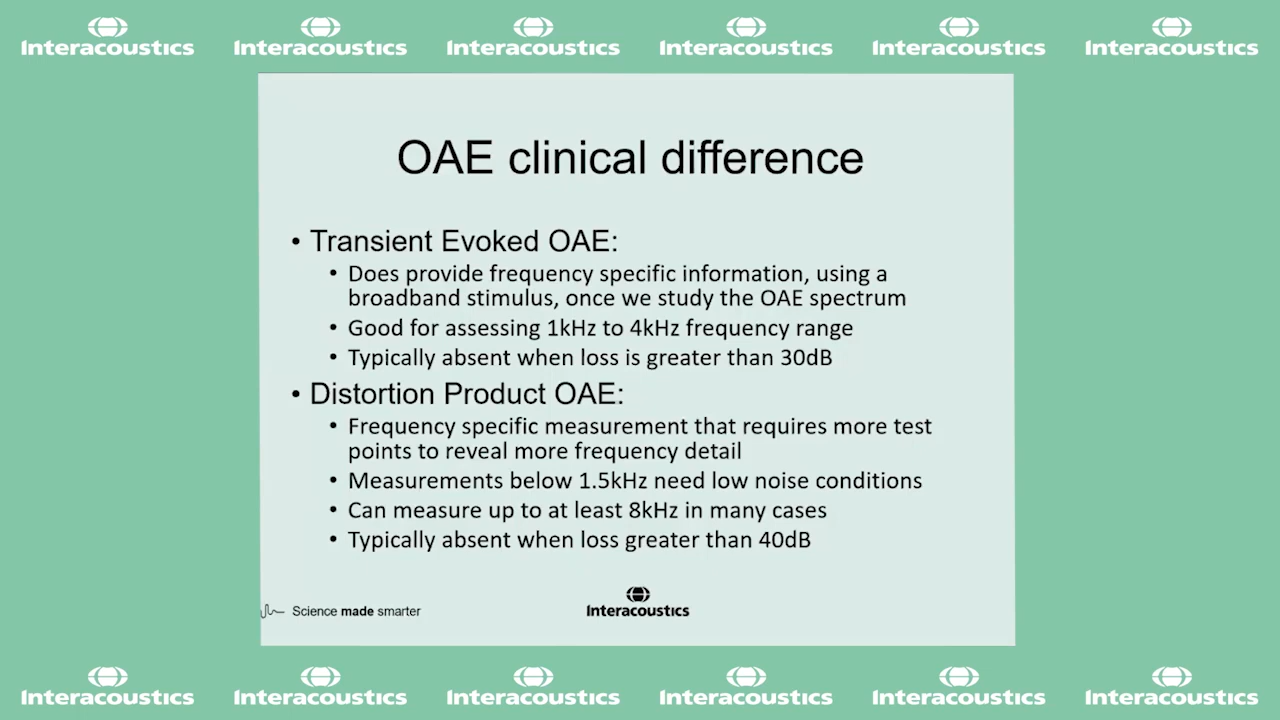 Interacoustics Interacoustics Interacoustics Interacoustics Interacoustics Interacoustics
OAE clinical difference
• Transient Evoked OAE:
• Does provide frequency specific information, using a
broadband stimulus, once we study the OAE spectrum
• Good for assessing 1kHz to 4kHz frequency range
• Typically absent when loss is greater than 30dB
• Distortion Product OAE:
• Frequency specific measurement that requires more test
points to reveal more frequency detail
• Measurements below 1.5kHz need low noise conditions
• Can measure up to at least 8kHz in many cases
• Typically absent when loss greater than 40dB
Science made smarter
Interacoustics
Interacoustics Interacoustics Interacoustics Interacoustics Interacoustics Interacoustics